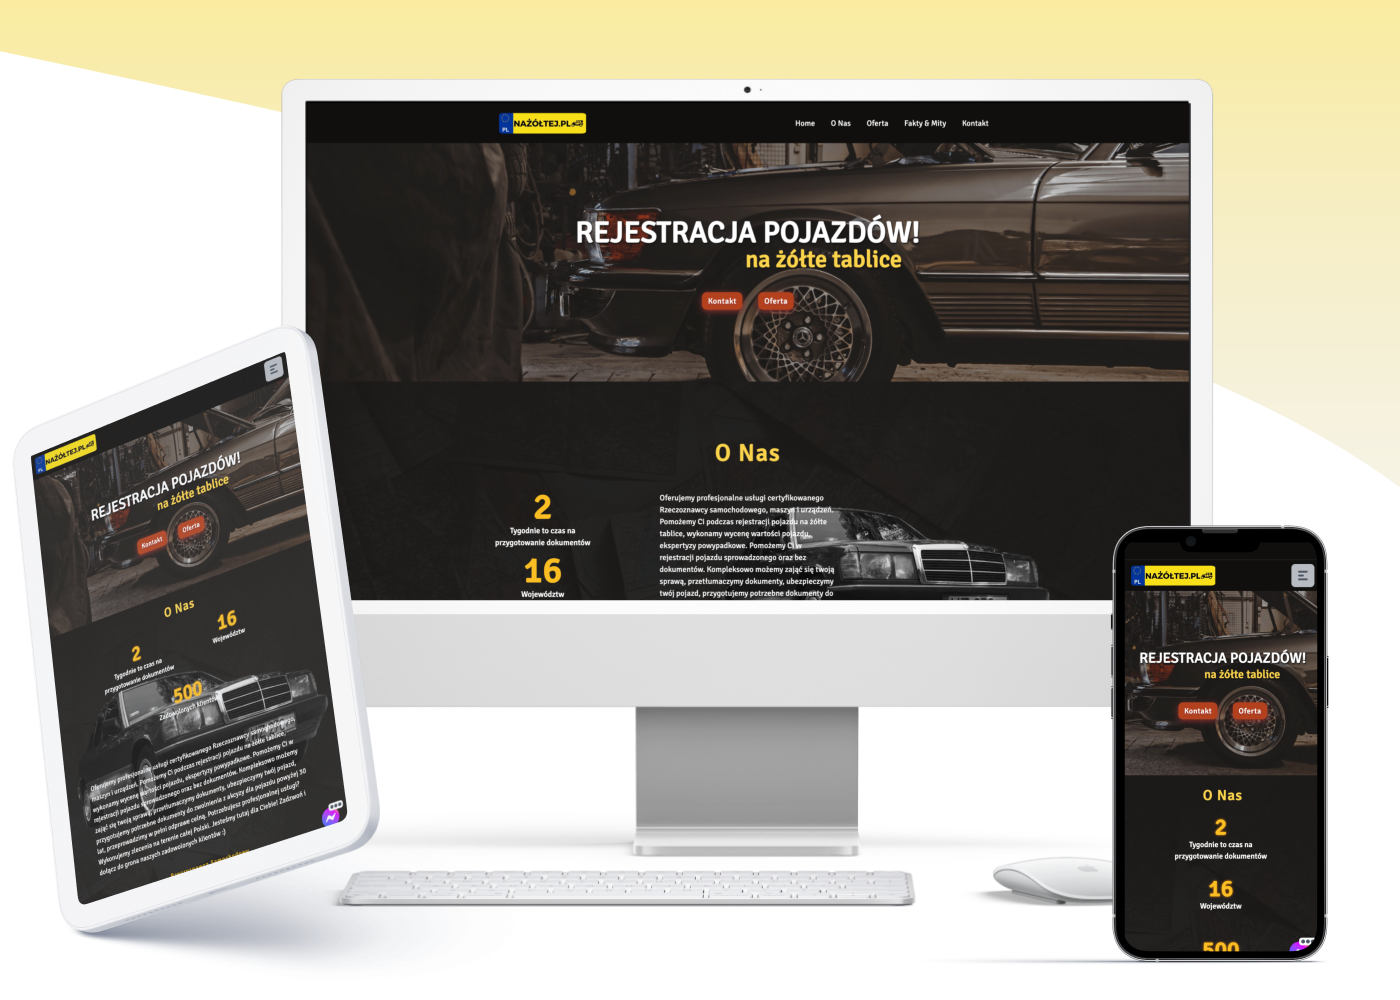 PL NAŻÓŁTEJ.PL
Home O Nas Oferta Fakty & Mity Kontakt
REJESTRACJA POJAZDÓW!
na żółte tablice
Kontakt Oferta
O Nas
2
Tygodnie to czas na
przygotowanie dokumentów
16
Województw
Oferujemy profesjonalne usługi certyfikowanego
Rzeczoznawcy samochodowego, maszyn i urządzeń.
Pomożemy Ci podczas rejestracji pojazdu na żółte
tablice, wykonamy wycenę wartości pojazdu,
ekspertyzy powypadkowe. Pomożemy Ci w
rejestracji pojazdu sprowadzonego oraz bez
dokumentów. Kompleksowo możemy zająć się twoją
sprawą, przetłumaczymy dokumenty, ubezpieczymy
twój pojazd, przygotujemy potrzebne dokumenty do
PL NAŻÓŁTEJ.PL
REJESTRACJA POJAZDÓW!
na żółte tablice
Kontakt Oferta
O Nas
2
Tygodnie to czas na
przygotowanie dokumentów
16
Województw
500
Zadowolonych klientów
Oferujemy profesjonalne usługi certyfikowanego Rzeczoznawcy samochodowego,
maszyn i urządzeń. Pomożemy Ci podczas rejestracji pojazdu na żółte tablice,
wykonamy wycenę wartości pojazdu, ekspertyzy powypadkowe. Pomożemy Ci w
rejestracji pojazdu sprowadzonego oraz bez dokumentów. Kompleksowo możemy
zająć się twoją sprawą, przetłumaczymy dokumenty, ubezpieczymy twój pojazd,
przygotujemy potrzebne dokumenty do zwolnienia z akcyzy dla pojazdu powyżej 30
lat, przeprowadzimy w pełni odprawę celną. Potrzebujesz profesjonalnej usługi?
Wykonujemy zlecenia na terenie całej Polski. Jesteśmy tutaj dla Ciebie! Zadzwoń i
dołącz do grona naszych zadowolonych klientów :)
PL NAŻÓŁTEJ.PL
REJESTRACJA POJAZDÓW!
na żółte tablice
Kontakt Oferta
O Nas
2
Tygodnie to czas na
przygotowanie dokumentów
16
Województw
500